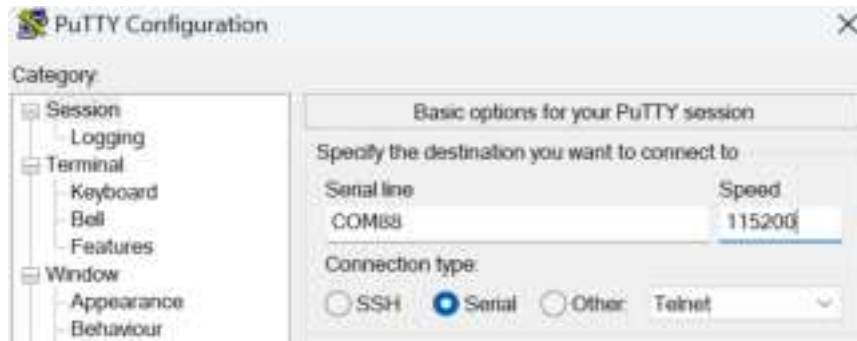 PuTTY Configuration
Category:
Session
Logging
Terminal
Keyboard
Bell
Features
Window
Appearance
Behaviour
Basic options for your PuTTY session
Specify the destination you want to connect to
Serial line
Speed
COM88
115200
Connection type:
SSH
Serial
Other:
Telnet